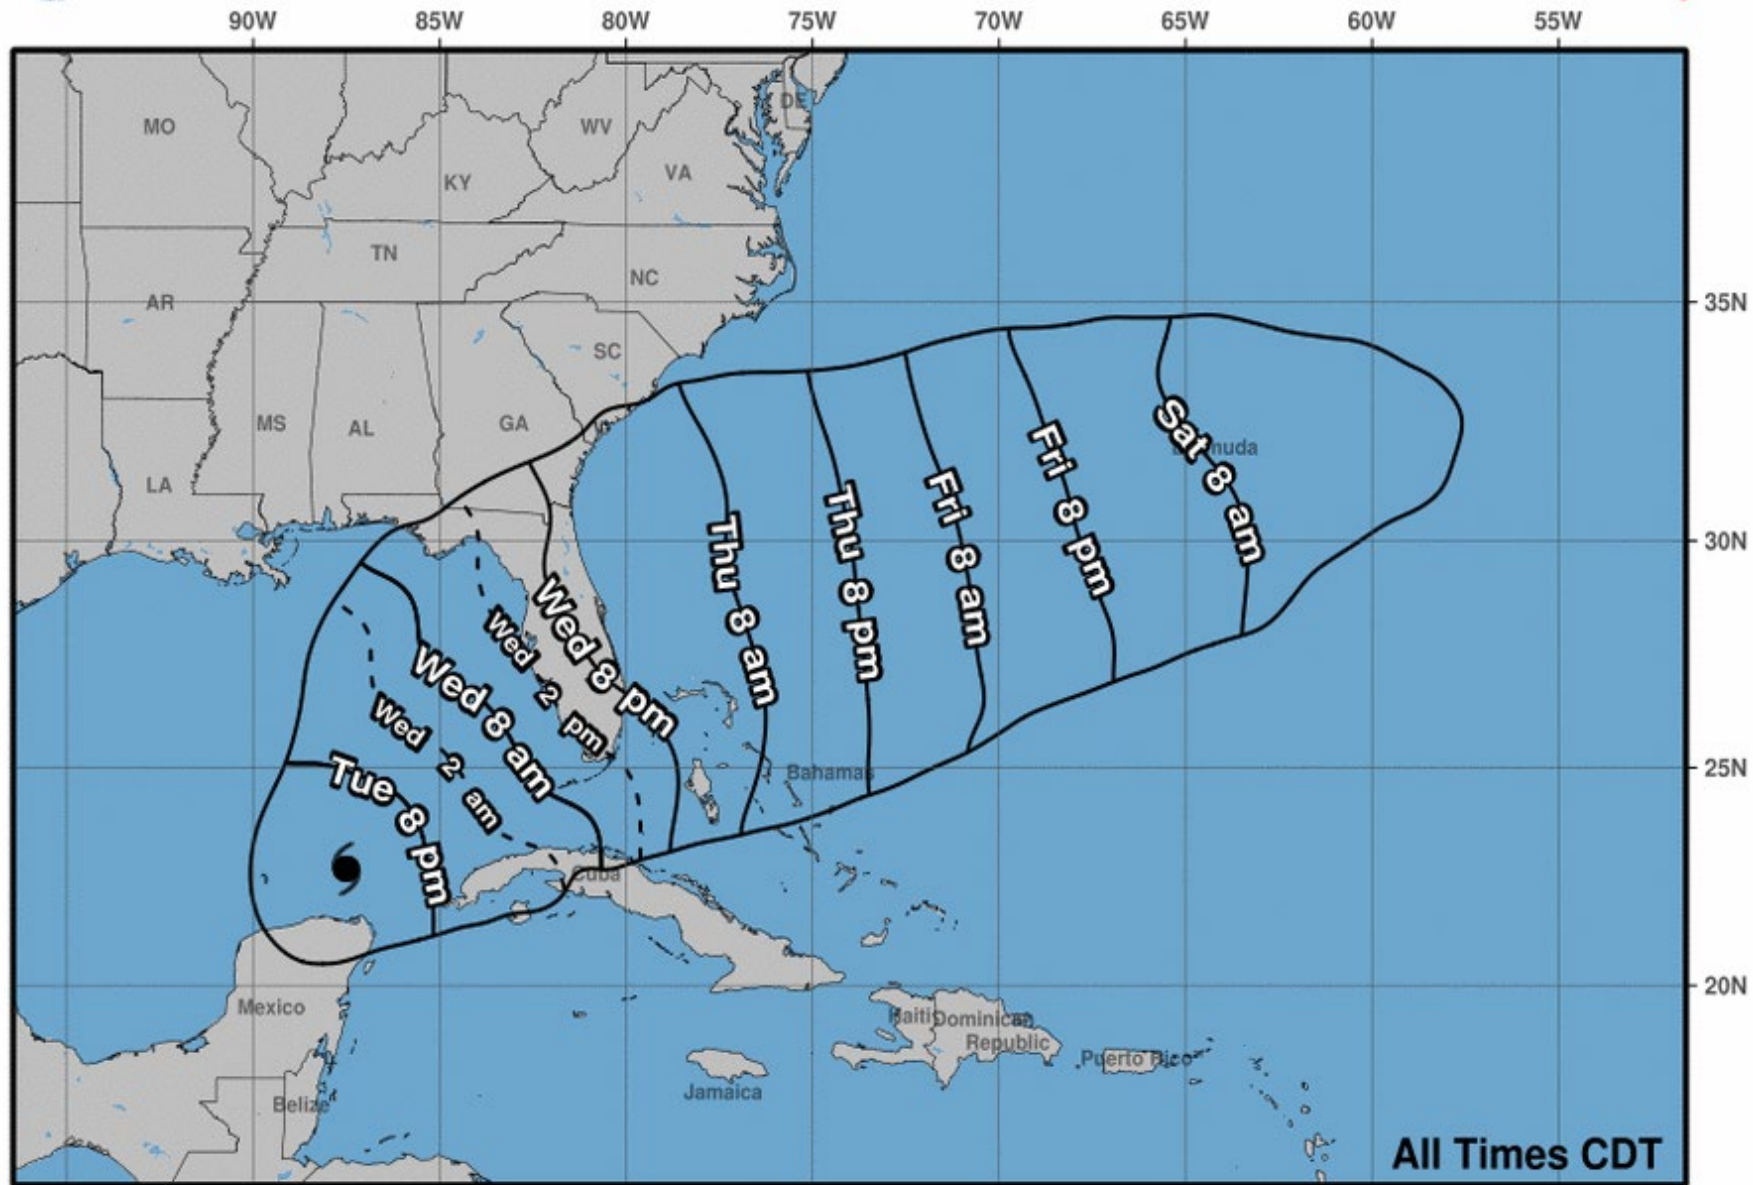 90W 85W 80W 75W 70W 65W 60W 55W
DE
MO
WV
KY
VA
TN
NC
AR
35N
SC
MS
AL
GA
Sat 8 am
Fri 8 pm
LA
Fri 8 am
Thu 8 pm
Thu 8 am
30N
Wed 8 pm
Wed 2 pm
Wed 8 am
Wed 2 am
Tue 8 pm
Bahamas
25N
Cuba
20N
Mexico
Haiti
Dominican
Republic
Puerto Rico
Jamaica
Belize
All Times CDT